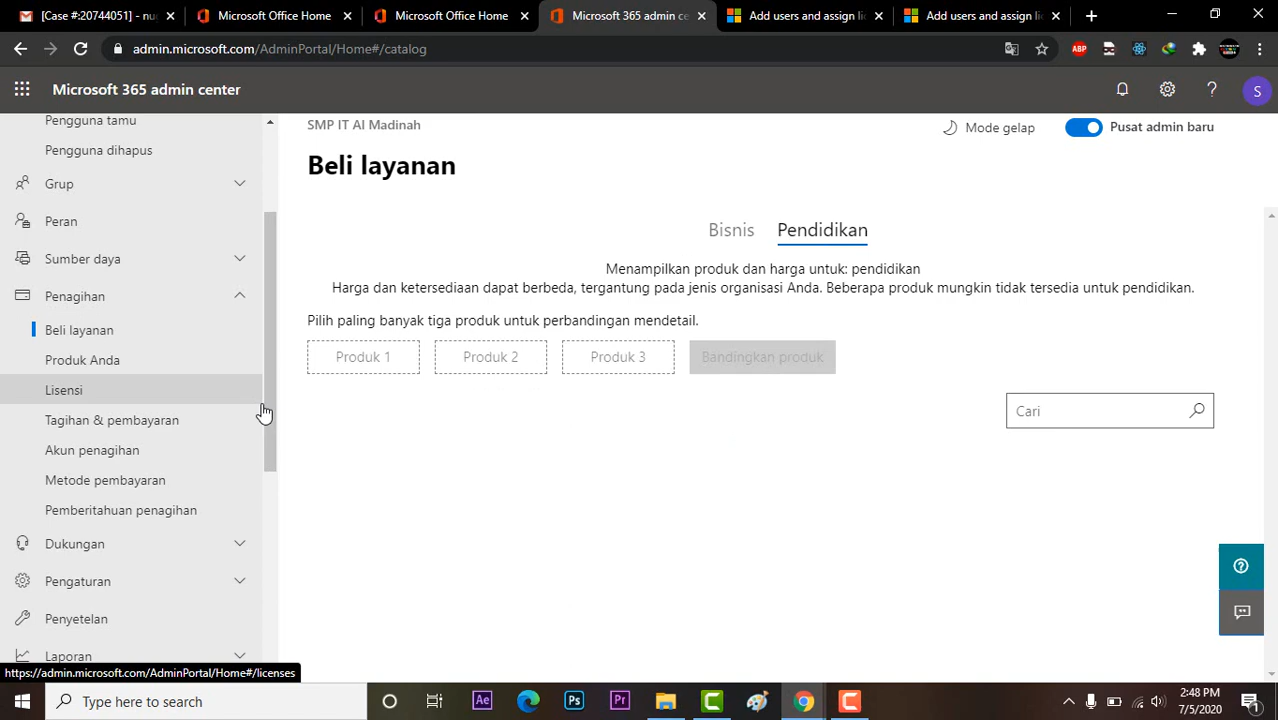 (#20744051) - nu
Microsoft Office Home
Microsoft Office Home
Microsoft 365 admin ce
Add users and assign li
Add users and assign li
admin.microsoft.com/AdminPortal/Home#/catalog
ABP
Microsoft 365 admin center
S
Pengguna tamu
Pengguna dihapus
Grup
Peran
Sumber daya
Penagihan
Beli layanan
Produk Anda
Lisensi
Tagihan & pembayaran
Akun penagihan
Metode pembayaran
Pemberitahuan penagihan
Dukungan
Pengaturan
Penyetelan
Laporan
https://admin.microsoft.com/AdminPortal/Home#/licenses
SMP IT Al Madinah
Mode gelap
Pusat admin baru
Beli layanan
Bisnis Pendidikan
Menampilkan produk dan harga untuk: pendidikan
Harga dan ketersediaan dapat berbeda, tergantung pada jenis organisasi Anda. Beberapa produk mungkin tidak tersedia untuk pendidikan.
Pilih paling banyak tiga produk untuk perbandingan mendetail.
Produk 1 Produk 2 Produk 3 Bandingkan produk
Cari
Type here to search
Ae
Ps
Pr
2:48 PM
7/5/2020